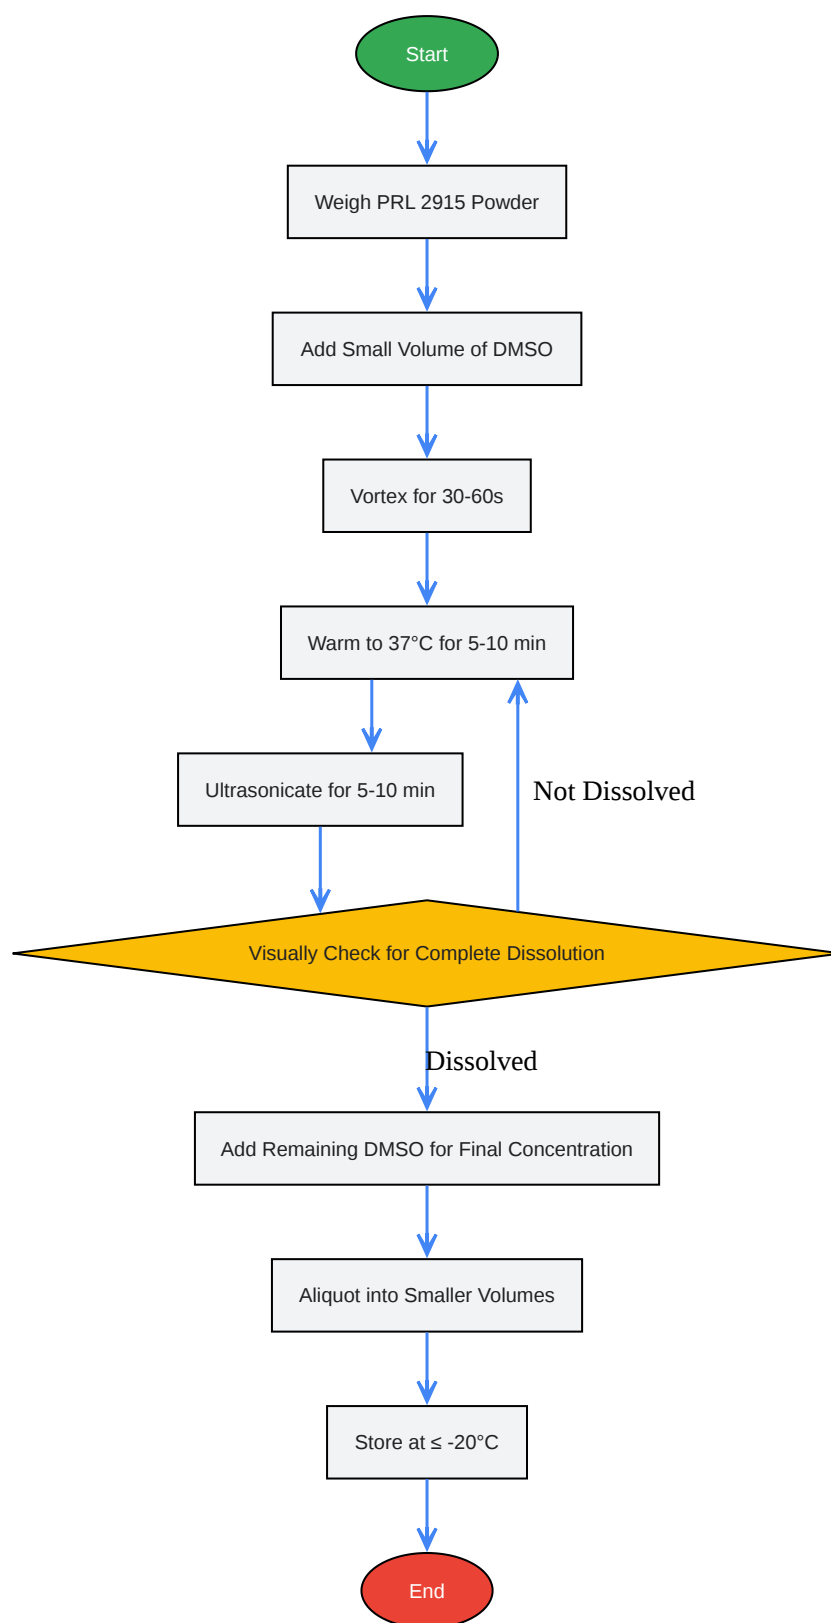 Start
Weigh PRL 2915 Powder
Add Small Volume of DMSO
Vortex for 30-60s
Warm to 37°C for 5-10 min
Ultrasonicate for 5-10 min
Not Dissolved
Visually Check for Complete Dissolution
Dissolved
Add Remaining DMSO for Final Concentration
Aliquot into Smaller Volumes
Store at ≤ -20°C
End